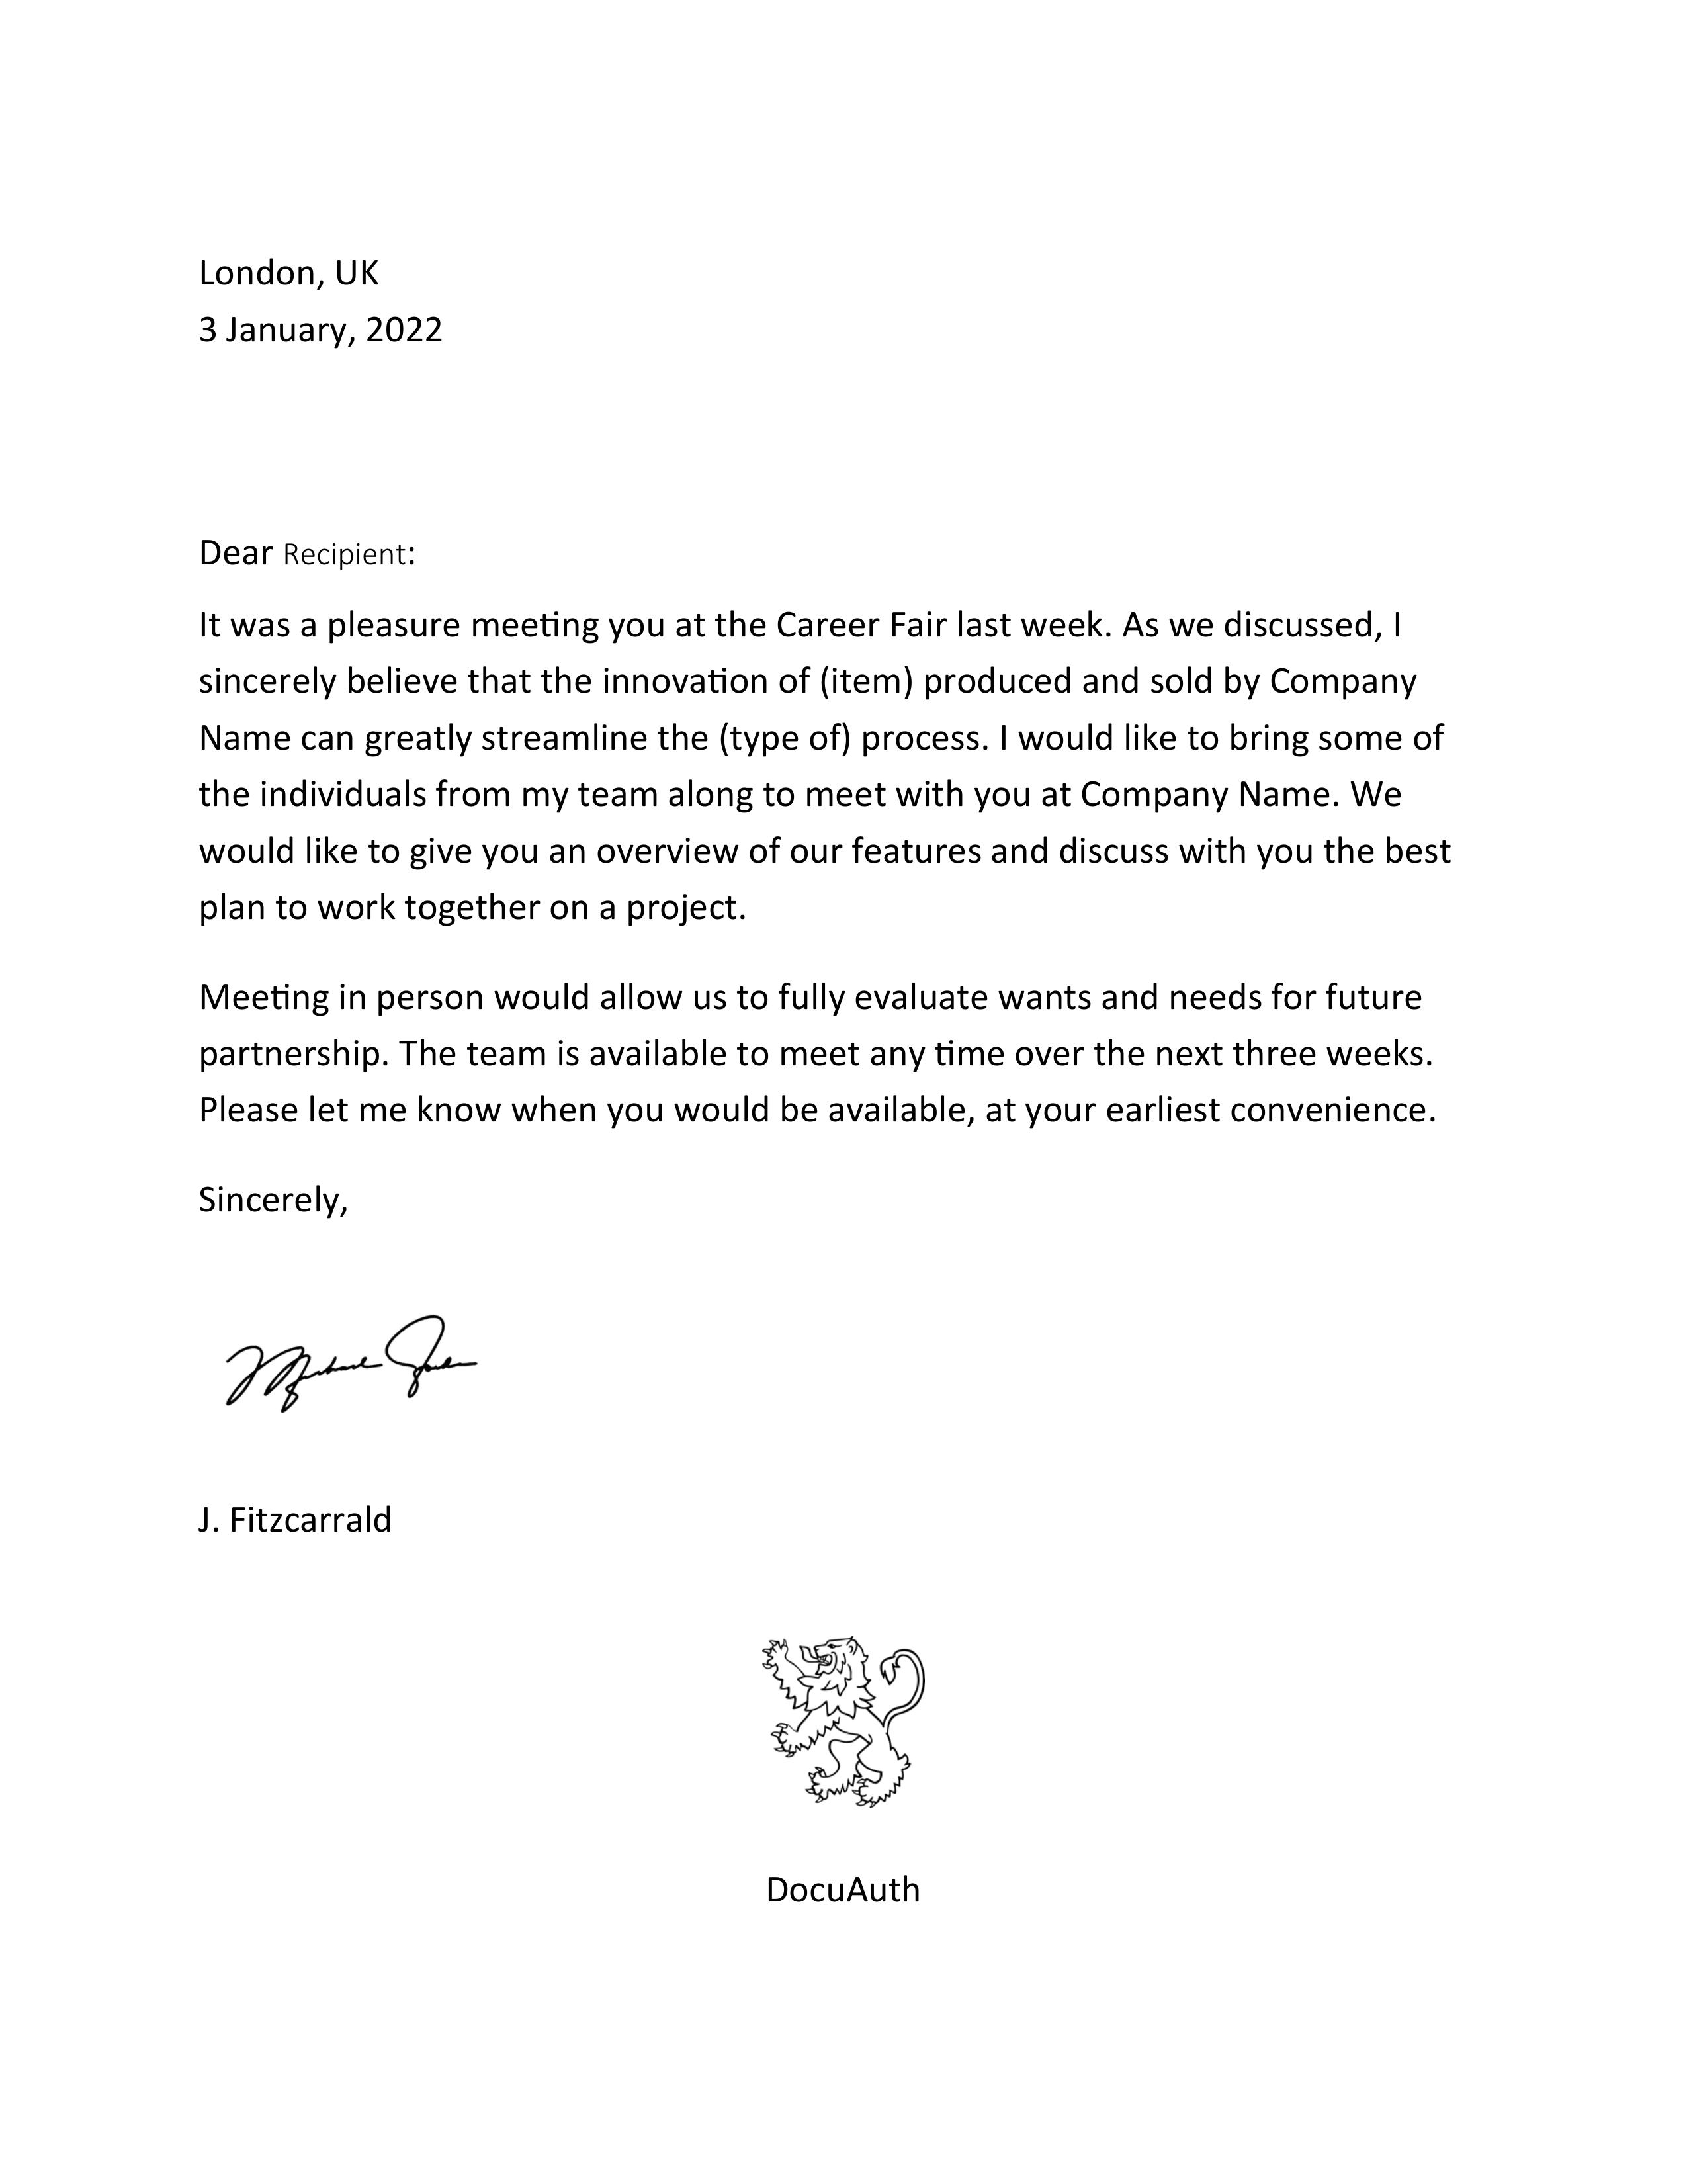 London, UK
3 January, 2022
Dear Recipient:
It was a pleasure meeting you at the Career Fair last week. As we discussed, I
sincerely believe that the innovation of (item) produced and sold by Company
Name can greatly streamline the (type of) process. I would like to bring some of
the individuals from my team along to meet with you at Company Name. We
would like to give you an overview of our features and discuss with you the best
plan to work together on a project.
Meeting in person would allow us to fully evaluate wants and needs for future
partnership. The team is available to meet any time over the next three weeks.
Please let me know when you would be available, at your earliest convenience.
Sincerely,
J. Fitzcarrald
DocuAuth